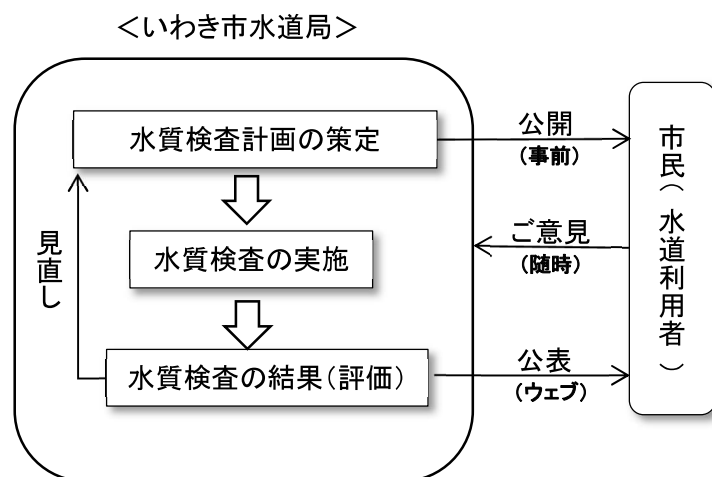 ＜いわき市水道局＞
水質検査計画の策定
公開
(事前)
見直し
水質検査の実施
ご意見
(随時)
水質検査の結果(評価)
公表
(ウェブ)
市民(水道利用者)